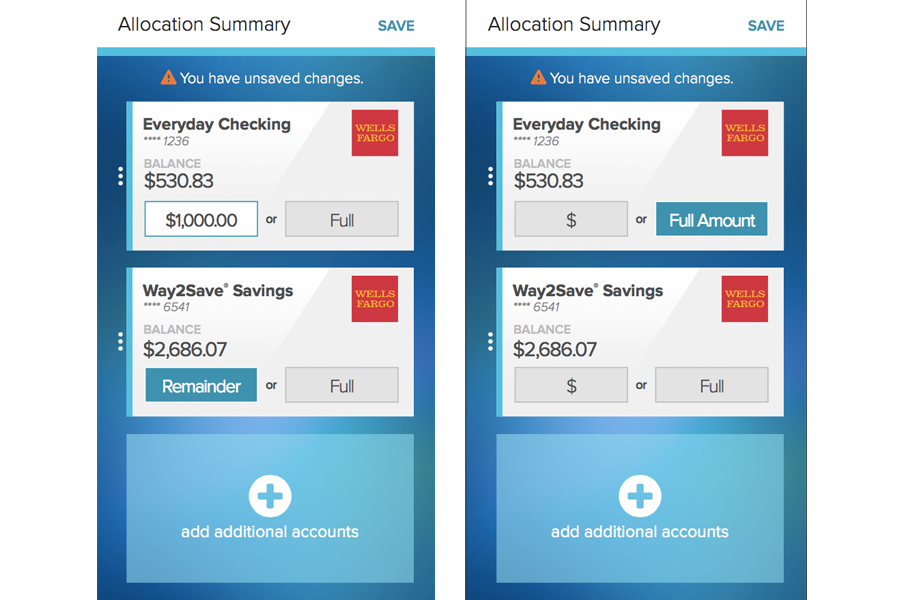 Allocation Summary SAVE
You have unsaved changes.
Everyday Checking
**** 1236
WELLS
FARGO
BALANCE
$530.83
$1,000.00 or Full
Way2Save® Savings
**** 6541
WELLS
FARGO
BALANCE
$2,686.07
Remainder or Full
add additional accounts
Allocation Summary SAVE
You have unsaved changes.
Everyday Checking
**** 1236
WELLS
FARGO
BALANCE
$530.83
$ or Full Amount
Way2Save® Savings
**** 6541
WELLS
FARGO
BALANCE
$2,686.07
$ or Full
add additional accounts